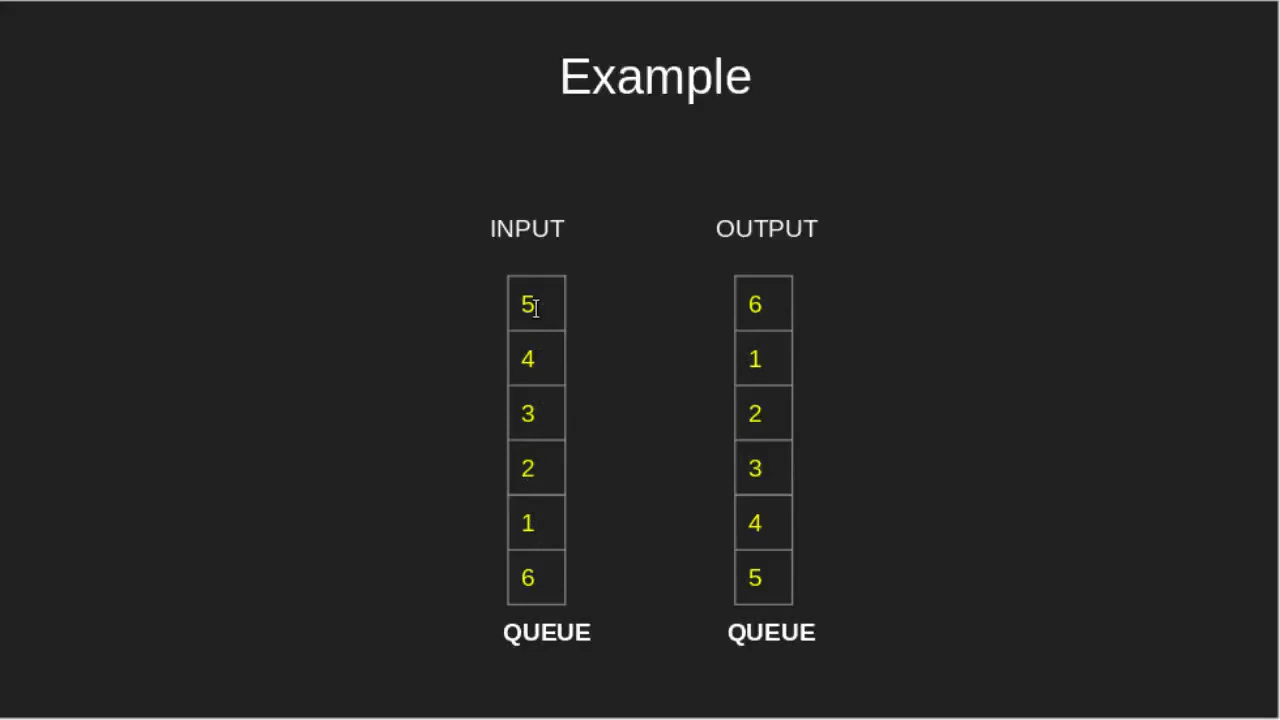 Example
INPUT OUTPUT
5 6
4 1
3 2
2 3
1 4
6 5
QUEUE QUEUE